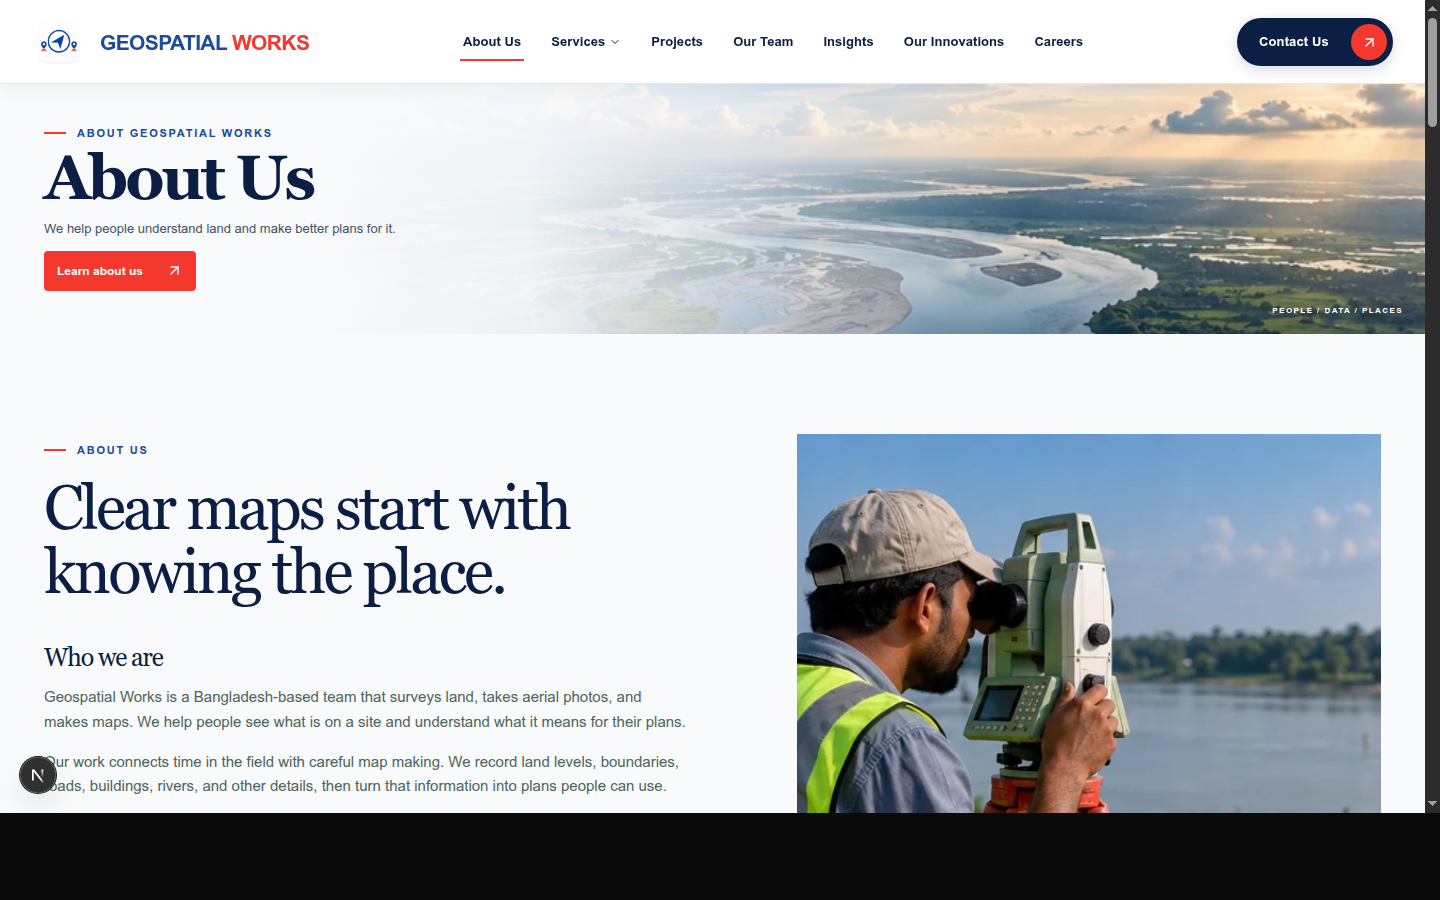 GEOSPATIAL WORKS
About Us
Services
Projects
Our Team
Insights
Our Innovations
Careers
Contact Us
ABOUT GEOSPATIAL WORKS
About Us
We help people understand land and make better plans for it.
Learn about us
PEOPLE / DATA / PLACES
ABOUT US
Clear maps start with
knowing the place.
Who we are
Geospatial Works is a Bangladesh-based team that surveys land, takes aerial photos, and
makes maps. We help people see what is on a site and understand what it means for their plans.
Our work connects time in the field with careful map making. We record land levels, boundaries,
roads, buildings, rivers, and other details, then turn that information into plans people can use.
N